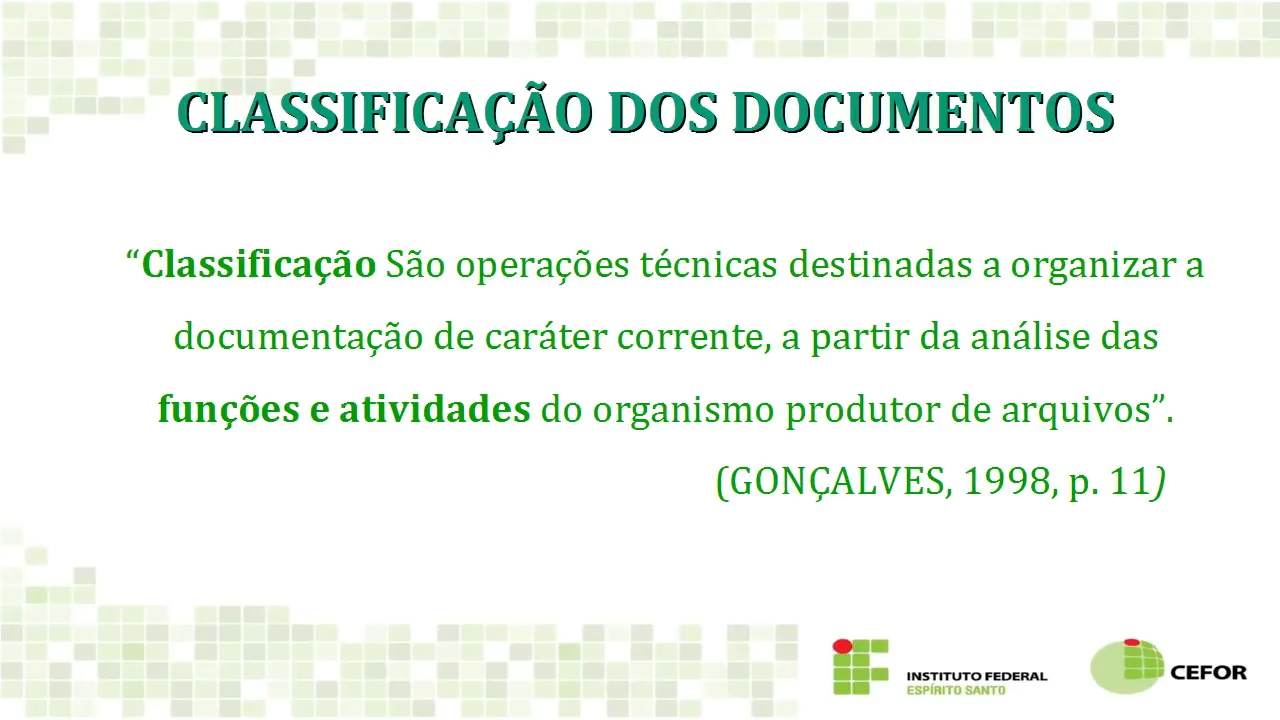 CLASSIFICAÇÃO DOS DOCUMENTOS
“Classificação São operações técnicas destinadas a organizar a
documentação de caráter corrente, a partir da análise das
funções e atividades do organismo produtor de arquivos”.
(GONÇALVES, 1998, p. 11)
INSTITUTO FEDERAL
ESPÍRITO SANTO
CEFOR